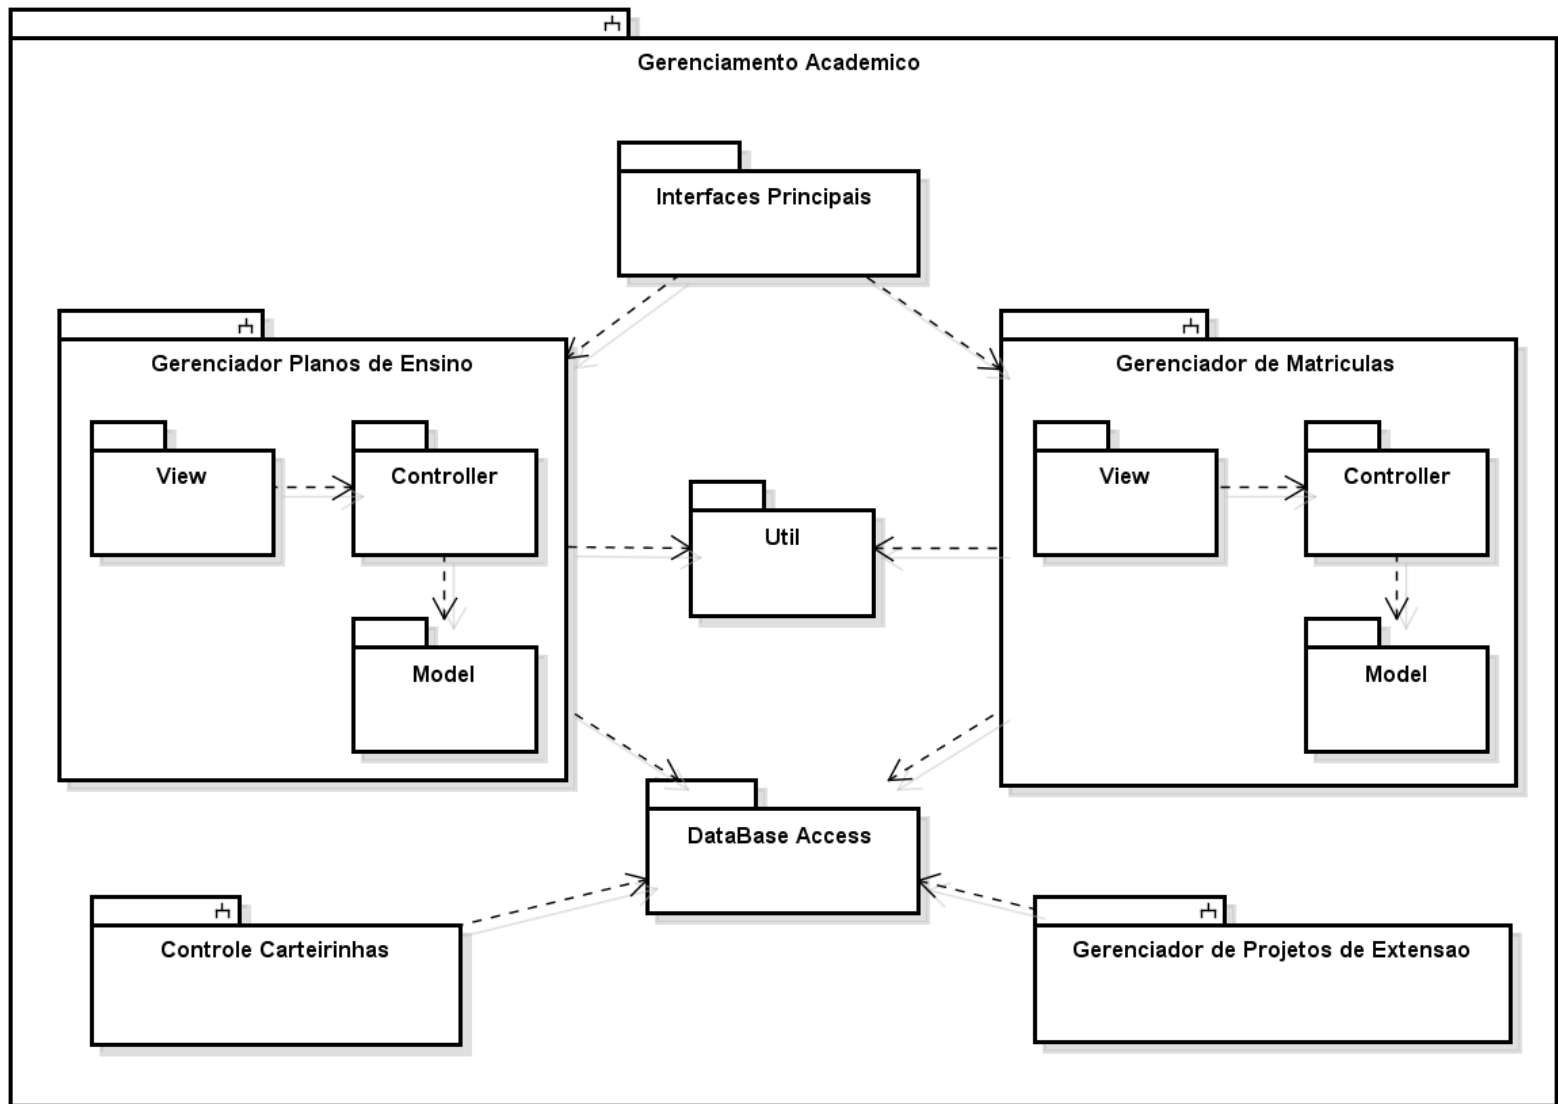 Gerenciamento Academico
Interfaces Principais
Gerenciador Planos de Ensino
Gerenciador de Matriculas
View
Controller
View
Controller
Util
Model
Model
DataBase Access
Controle Carteirinhas
Gerenciador de Projetos de Extensao